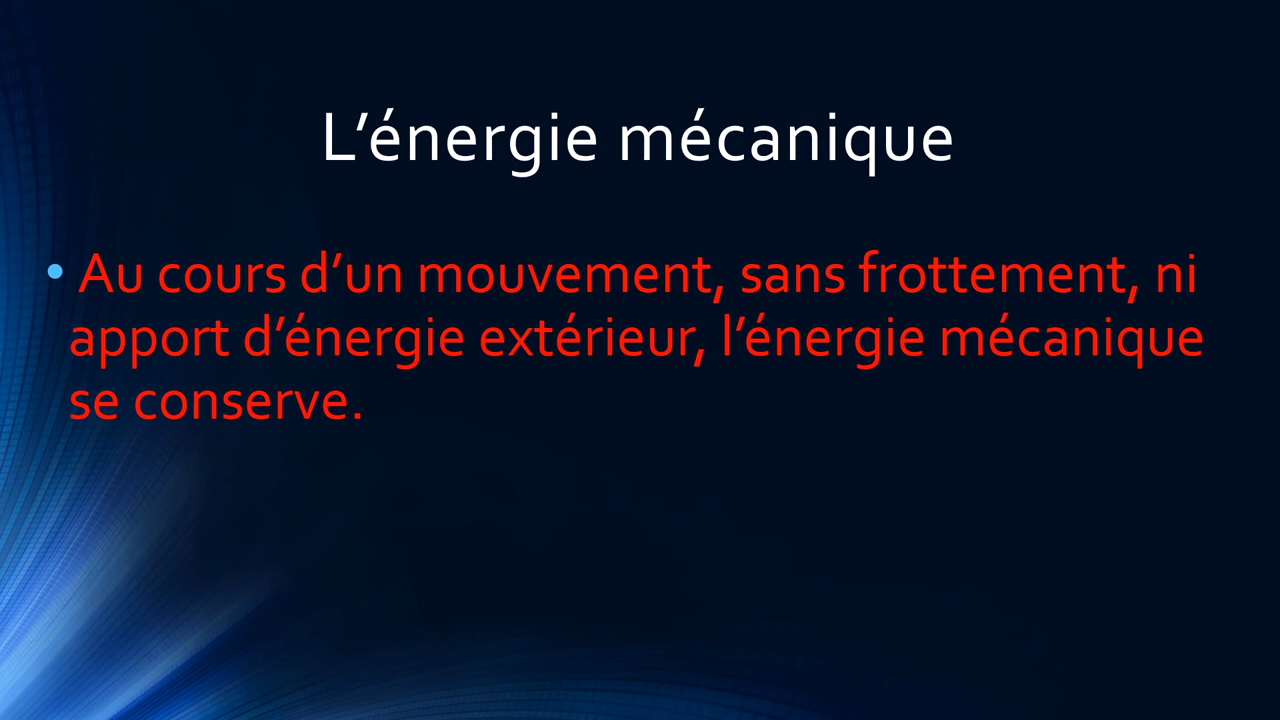 L’énergie mécanique
• Au cours d’un mouvement, sans frottement, ni
apport d’énergie extérieur, l’énergie mécanique
se conserve.